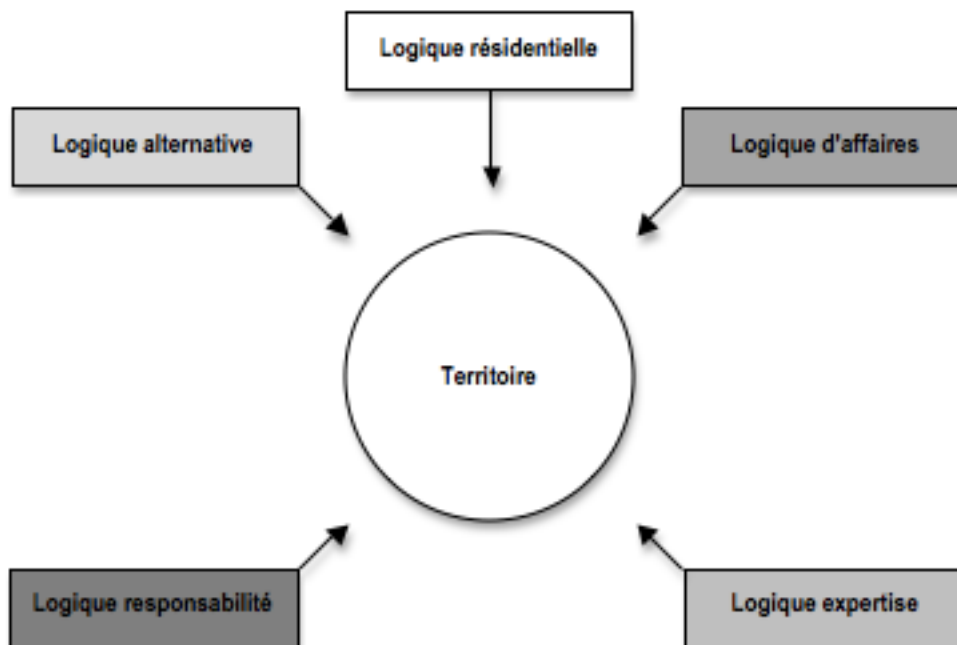 Logique résidentielle
Logique alternative
Logique d'affaires
Territoire
Logique responsabilité
Logique expertise